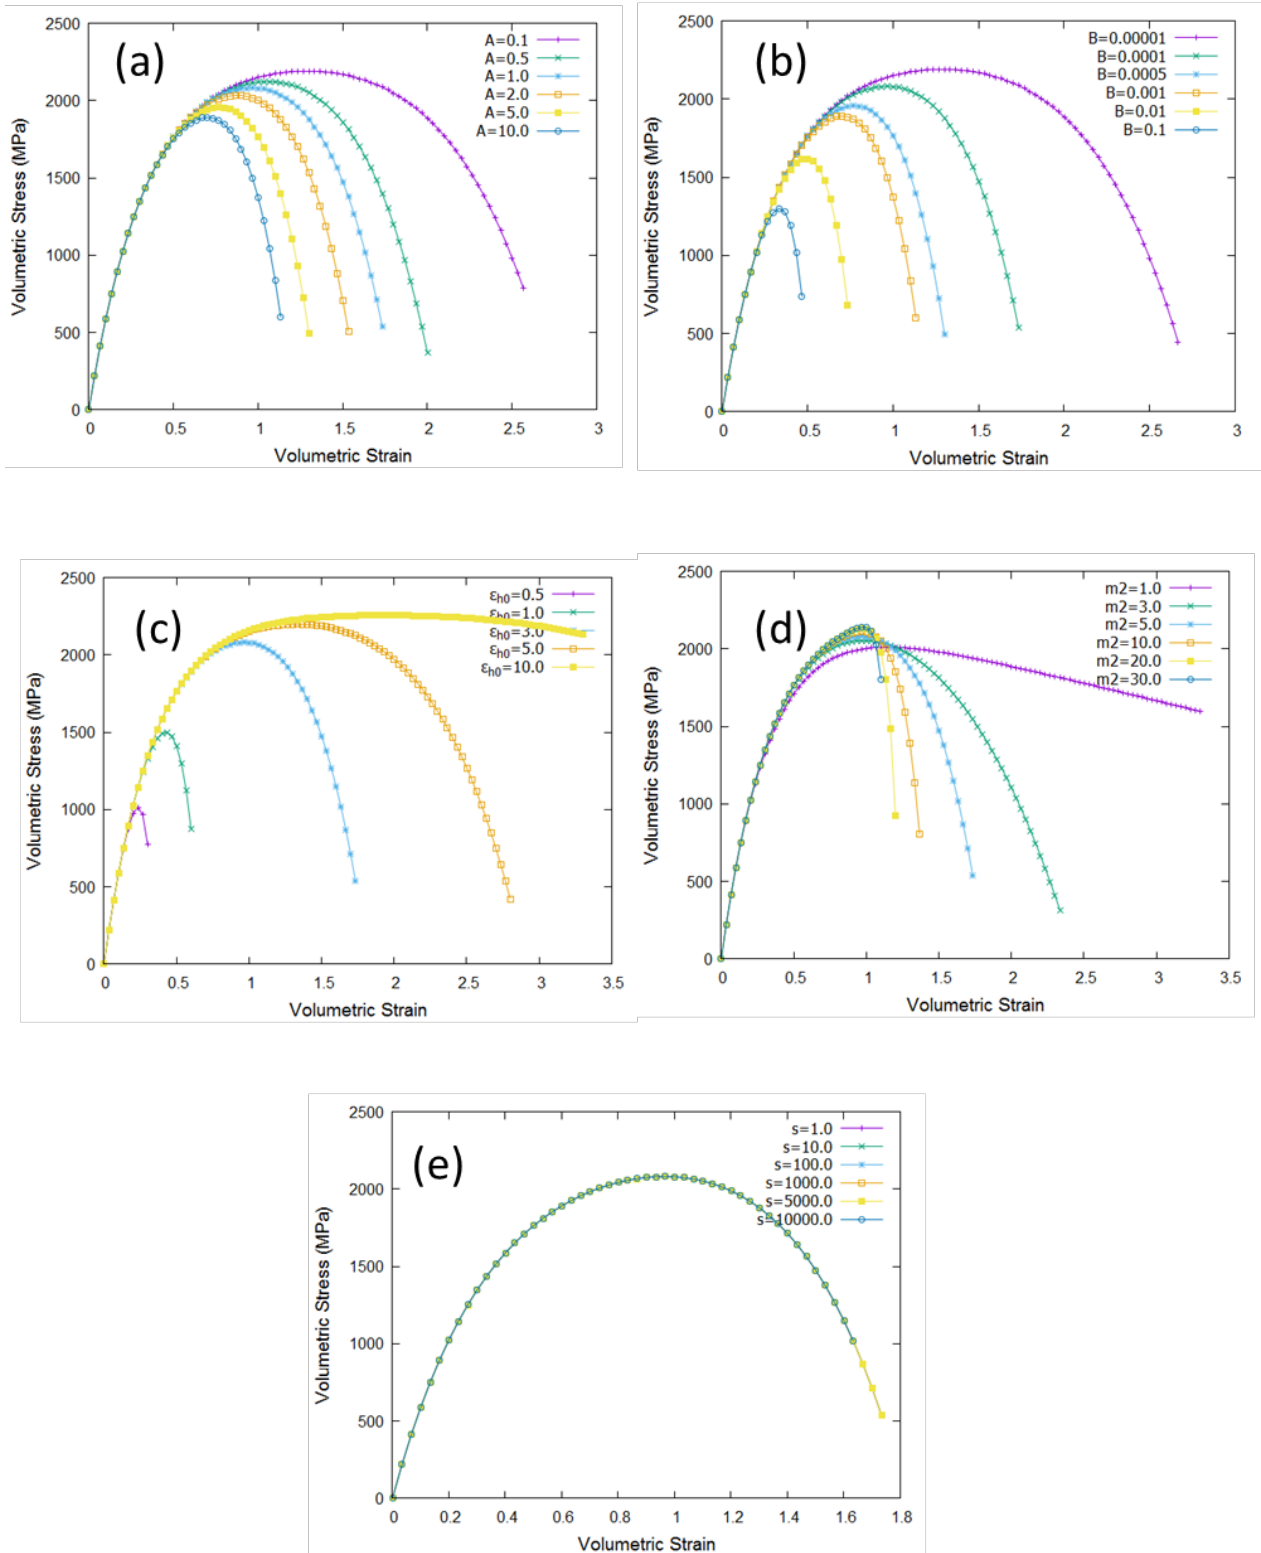 (a)
2500
2000
1500
1000
500
0
Volumetric Stress (MPa)
A=0.1
A=0.5
A=1.0
A=2.0
A=5.0
A=10.0
0 0.5 1 1.5 2 2.5 3
Volumetric Strain
(b)
2500
2000
1500
1000
500
0
Volumetric Stress (MPa)
B=0.00001
B=0.0001
B=0.0005
B=0.001
B=0.01
B=0.1
0 0.5 1 1.5 2 2.5 3
Volumetric Strain
(c)
2500
2000
1500
1000
500
0
Volumetric Stress (MPa)
εh0=0.5
εh0=1.0
εh0=3.0
εh0=5.0
εh0=10.0
0 0.5 1 1.5 2 2.5 3 3.5
Volumetric Strain
(d)
2500
2000
1500
1000
500
0
Volumetric Stress (MPa)
m2=1.0
m2=3.0
m2=5.0
m2=10.0
m2=20.0
m2=30.0
0 0.5 1 1.5 2 2.5 3 3.5
Volumetric Strain
(e)
2500
2000
1500
1000
500
0
Volumetric Stress (MPa)
s=1.0
s=10.0
s=100.0
s=1000.0
s=5000.0
s=10000.0
0 0.2 0.4 0.6 0.8 1 1.2 1.4 1.6 1.8
Volumetric Strain